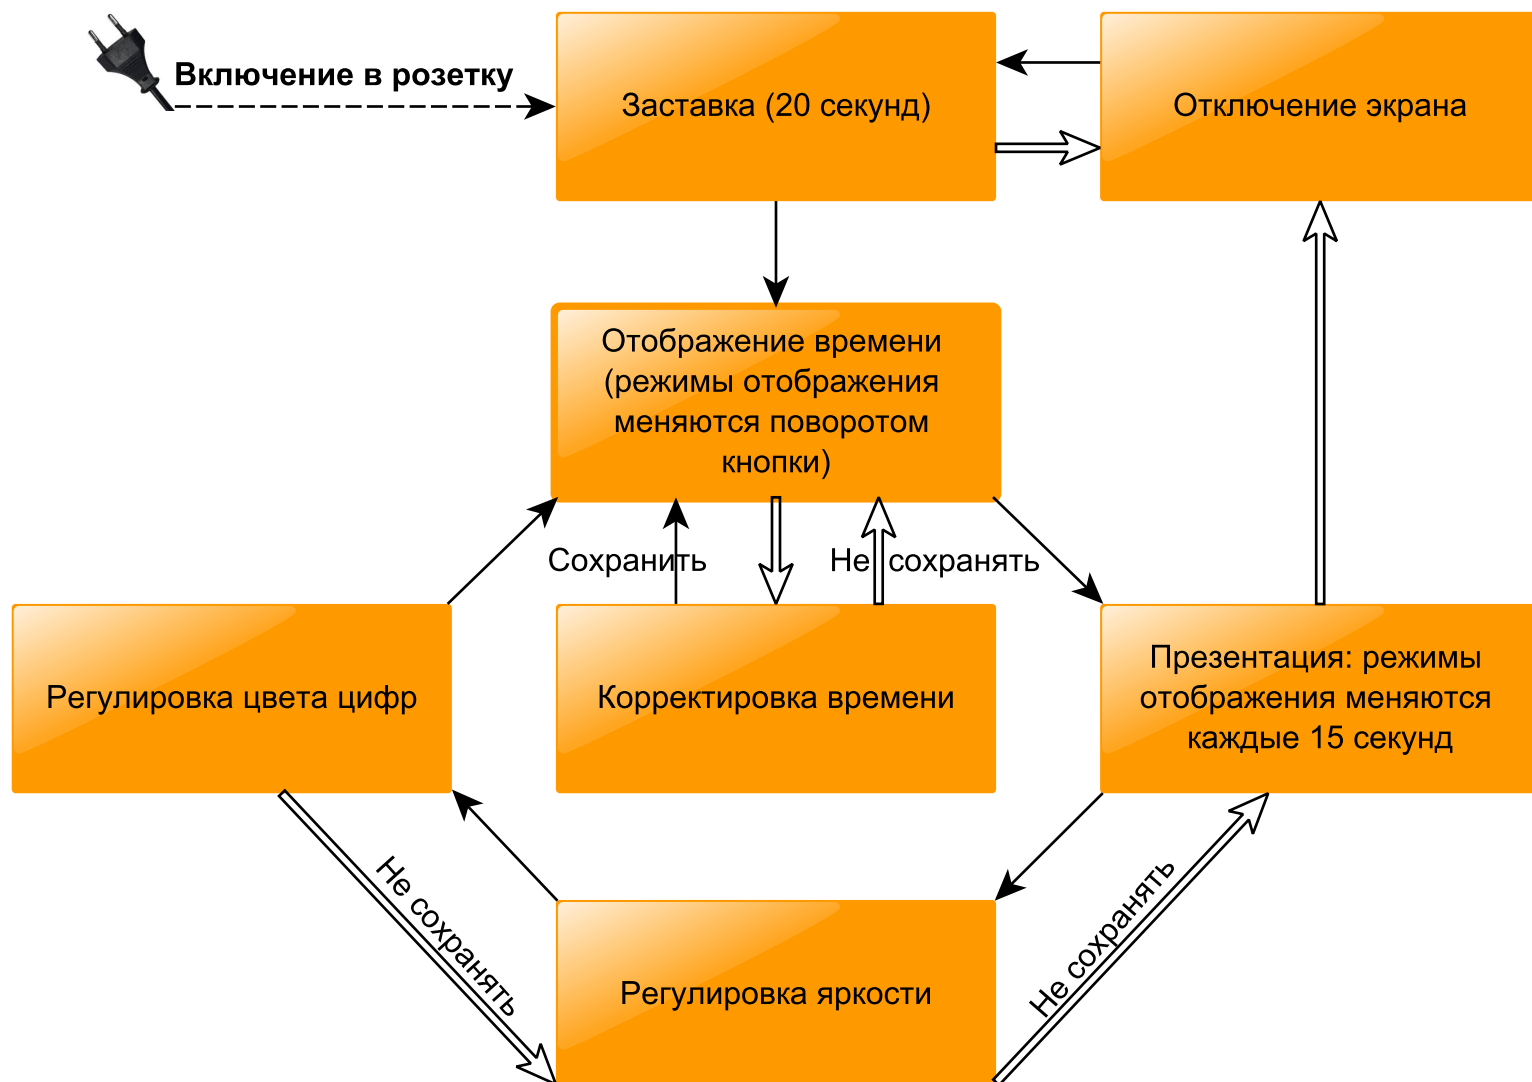 Включение в розетку
Заставка (20 секунд)
Отключение экрана
Отображение времени
(режимы отображения
меняются поворотом
кнопки)
Сохранить
Не сохранять
Регулировка цвета цифр
Корректировка времени
Презентация: режимы
отображения меняются
каждые 15 секунд
Не сохранять
Не сохранять
Регулировка яркости